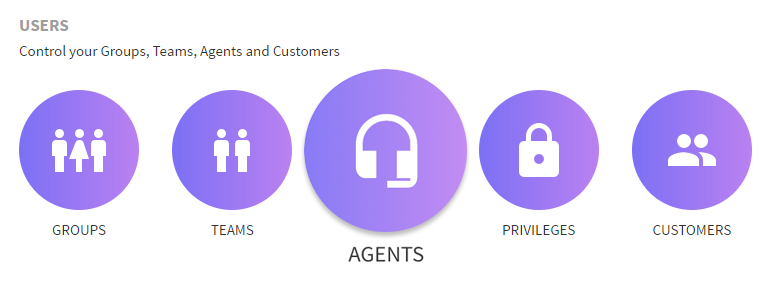 USERS
Control your Groups, Teams, Agents and Customers
GROUPS
TEAMS
AGENTS
PRIVILEGES
CUSTOMERS